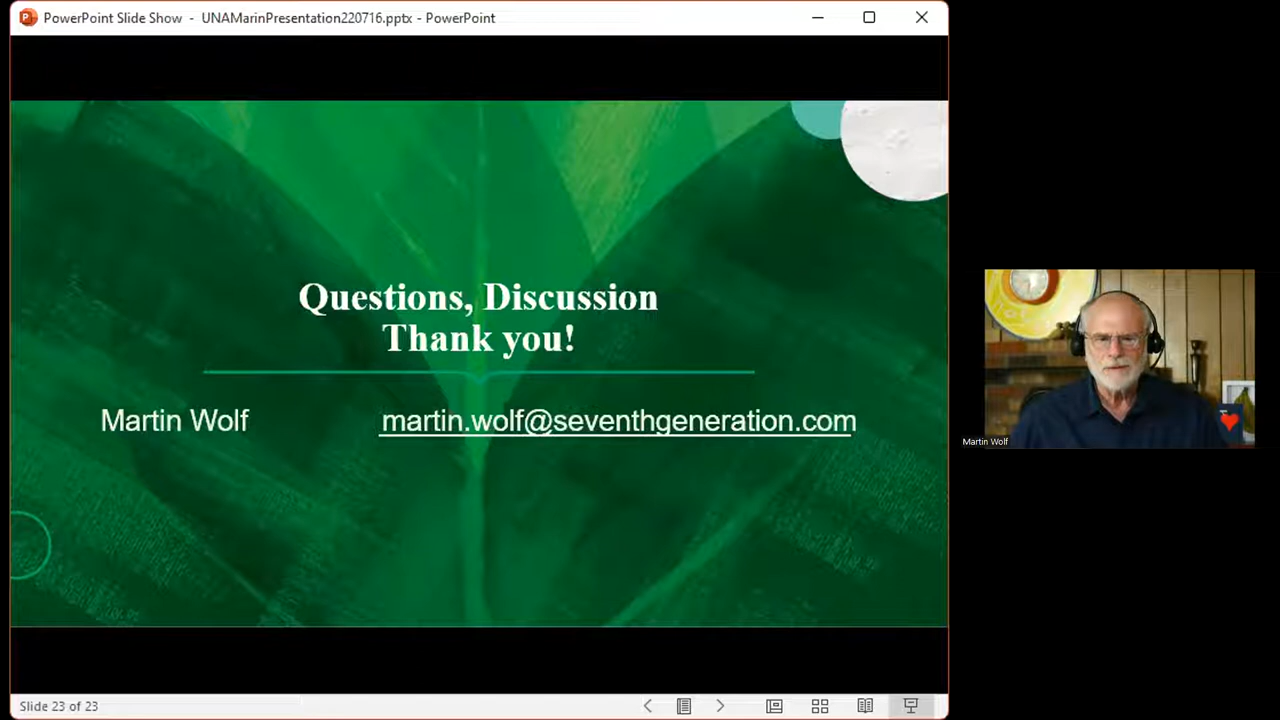 PowerPoint Slide Show - UNAMarinPresentation220716.pptx - PowerPoint
Questions, Discussion
Thank you!
Martin Wolf
martin.wolf@seventhgeneration.com
Martin Wolf
Slide 23 of 23